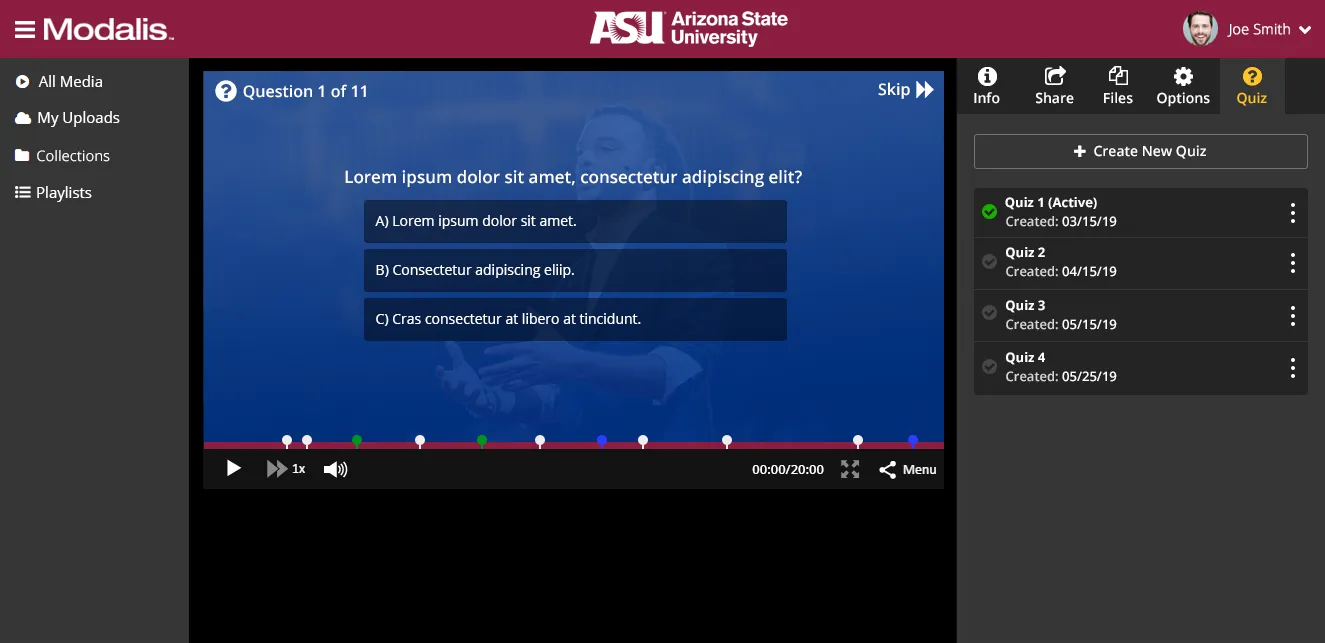 Modalis™
ASU Arizona State
University
Joe Smith
All Media
My Uploads
Collections
Playlists
Question 1 of 11
Skip
Lorem ipsum dolor sit amet, consectetur adipiscing elit?
A) Lorem ipsum dolor sit amet.
B) Consectetur adipiscing eliip.
C) Cras consectetur at libero at tincidunt.
1x
00:00/20:00
Menu
Info
Share
Files
Options
Quiz
Create New Quiz
Quiz 1 (Active)
Created: 03/15/19
Quiz 2
Created: 04/15/19
Quiz 3
Created: 05/15/19
Quiz 4
Created: 05/25/19